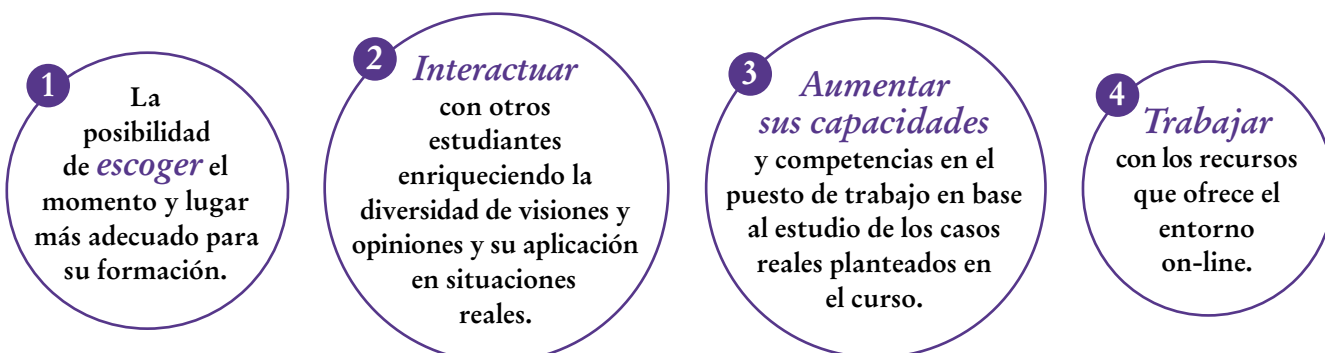 1
La
posibilidad
de escoger el
momento y lugar
más adecuado para
su formación.
2
Interactuar
con otros
estudiantes
enriqueciendo la
diversidad de visiones y
opiniones y su aplicación
en situaciones
reales.
3
Aumentar
sus capacidades
y competencias en el
puesto de trabajo en base
al estudio de los casos
reales planteados en
el curso.
4
Trabajar
con los recursos
que ofrece el
entorno
on-line.